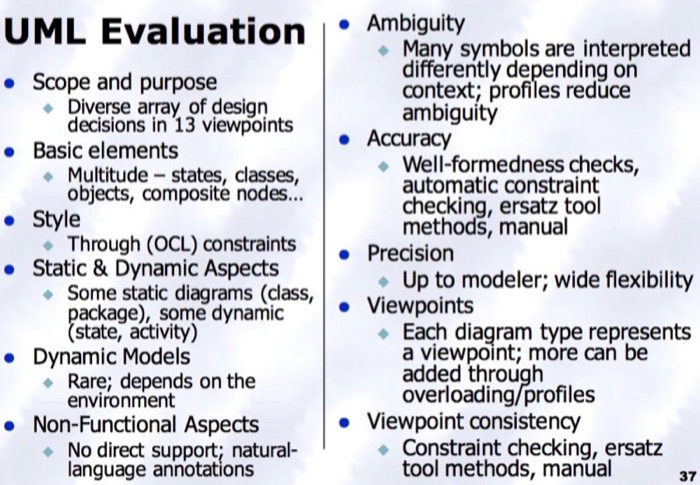 UML Evaluation
Scope and purpose
Diverse array of design
decisions in 13 viewpoints
Basic elements
Multitude – states, classes,
objects, composite nodes...
Style
Through (OCL) constraints
Static & Dynamic Aspects
Some static diagrams (class,
package), some dynamic
(state, activity)
Dynamic Models
Rare; depends on the
environment
Non-Functional Aspects
No direct support; natural-
language annotations
Ambiguity
Many symbols are interpreted
differently depending on
context; profiles reduce
ambiguity
Accuracy
Well-formedness checks,
automatic constraint
checking, ersatz tool
methods, manual
Precision
Up to modeler; wide flexibility
Viewpoints
Each diagram type represents
a viewpoint; more can be
added through
overloading/profiles
Viewpoint consistency
Constraint checking, ersatz
tool methods, manual
37